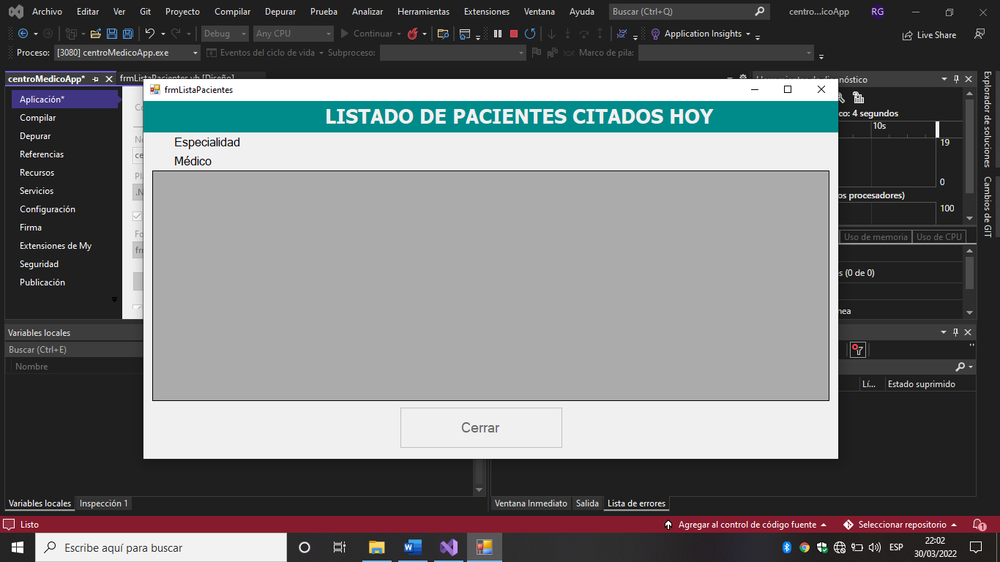 Archivo Editar Ver Git Proyecto Compilar Depurar Prueba Analizar Herramientas Extensiones Ventana Ayuda Buscar (Ctrl+Q) centro...icoApp RG
Debug Any CPU Continuar Application Insights Live Share
Proceso: [3080] centroMedicoApp.exe Eventos del ciclo de vida Subproceso: Marco de pila:
centroMedicoApp* frmListaPacientes.vb [Diseño]
Herramientas de diagnóstico
Aplicación*
Compilar
Depurar
Referencias
Recursos
Servicios
Configuración
Firma
Extensiones de My
Seguridad
Publicación
frmListaPacientes
LISTADO DE PACIENTES CITADOS HOY
Especialidad
Médico
Cerrar
co: 4 segundos
10s
19
0
os procesadores)
100
Uso de memoria Uso de CPU
s (0 de 0)
nea
Explorador de soluciones
Cambios de GIT
Variables locales
Buscar (Ctrl+E)
Nombre
Lí... Estado suprimido
Variables locales Inspección 1
Ventana Inmediato Salida Lista de errores
Listo Agregar al control de código fuente Seleccionar repositorio 1
Escribe aquí para buscar
ESP
22:02
30/03/2022